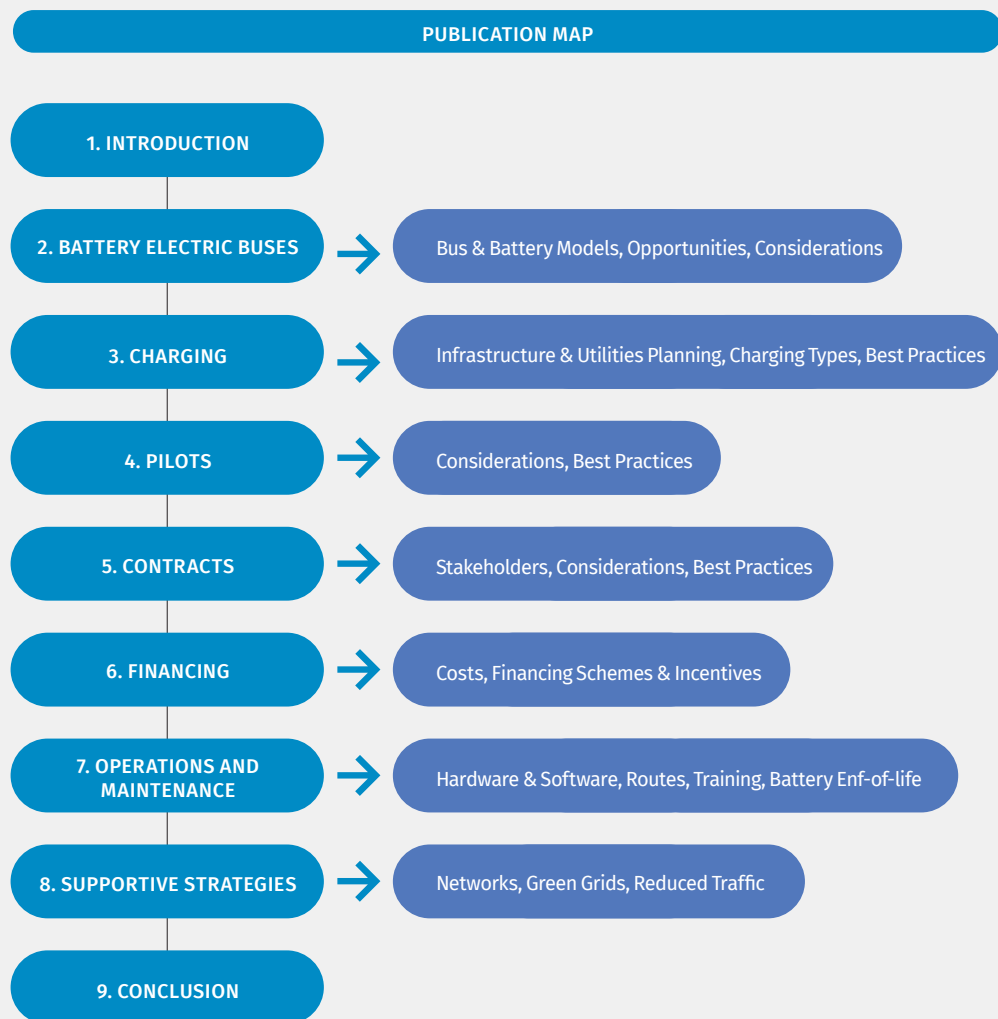 PUBLICATION MAP
1. INTRODUCTION
2. BATTERY ELECTRIC BUSES
Bus & Battery Models, Opportunities, Considerations
3. CHARGING
Infrastructure & Utilities Planning, Charging Types, Best Practices
4. PILOTS
Considerations, Best Practices
5. CONTRACTS
Stakeholders, Considerations, Best Practices
6. FINANCING
Costs, Financing Schemes & Incentives
7. OPERATIONS AND
MAINTENANCE
Hardware & Software, Routes, Training, Battery Enf-of-life
8. SUPPORTIVE STRATEGIES
Networks, Green Grids, Reduced Traffic
9. CONCLUSION